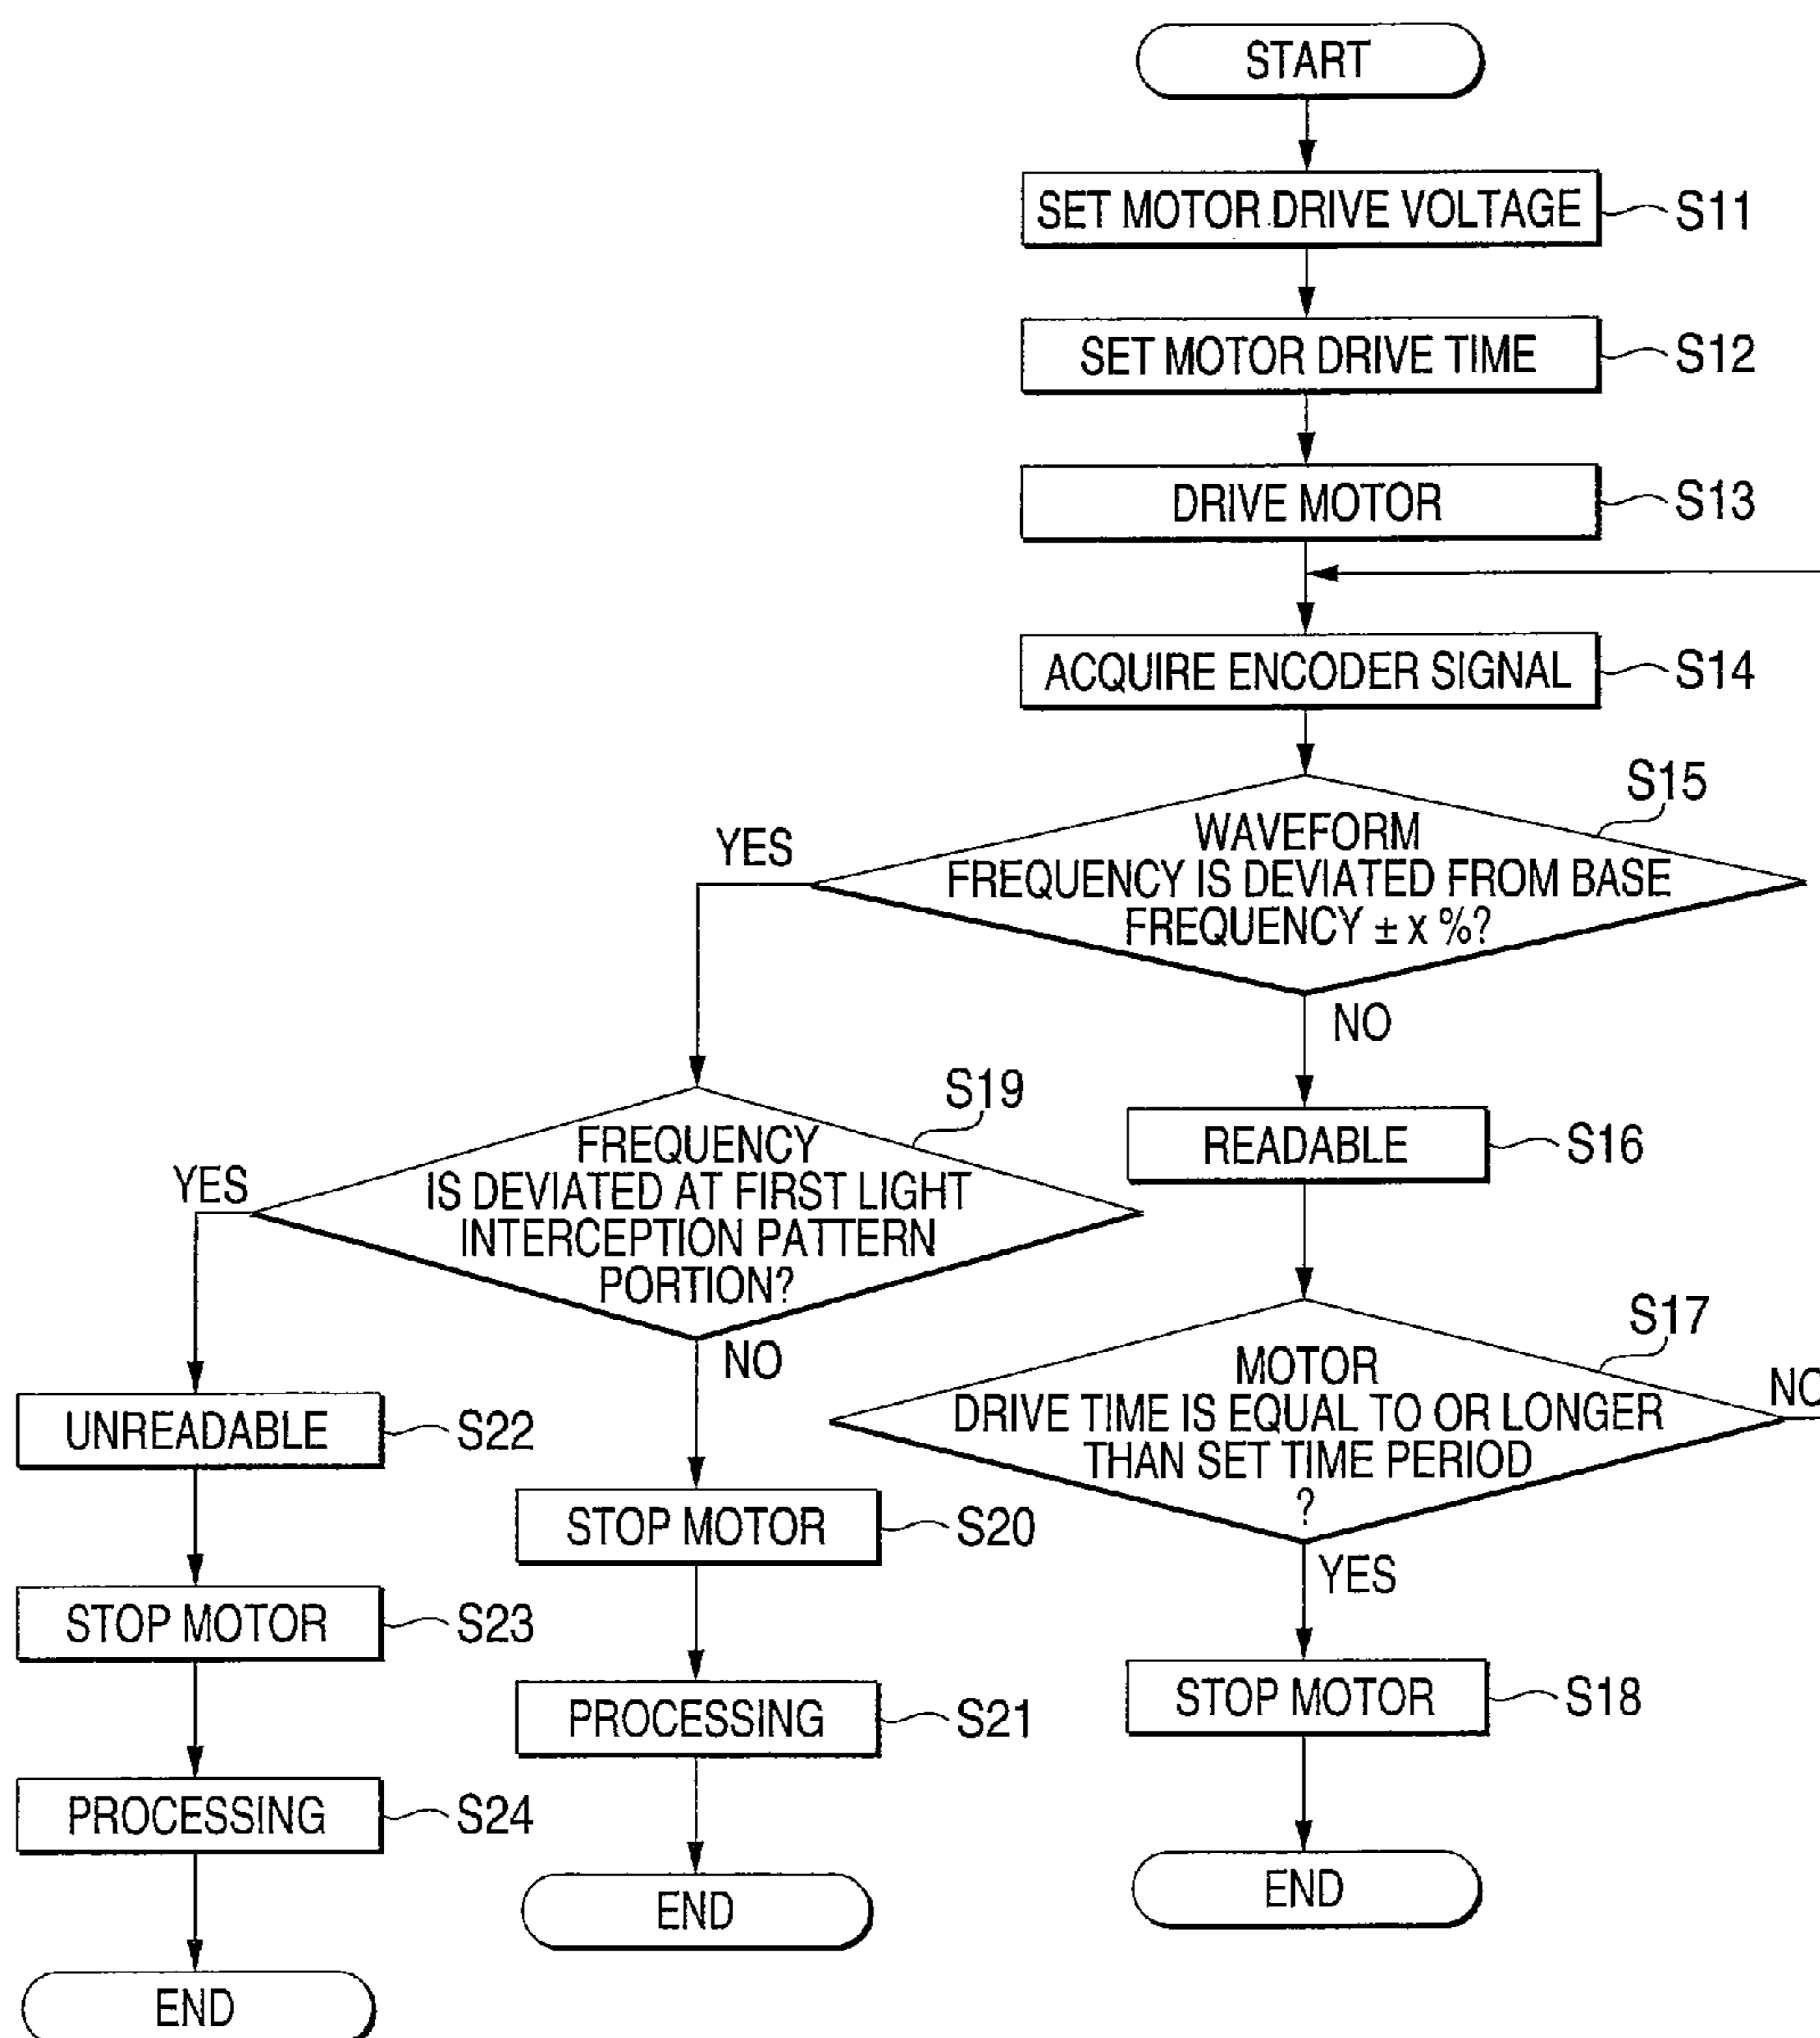 START
SET MOTOR DRIVE VOLTAGE
S11
SET MOTOR DRIVE TIME
S12
DRIVE MOTOR
S13
ACQUIRE ENCODER SIGNAL
S14
S15
WAVEFORM
FREQUENCY IS DEVIATED FROM BASE
FREQUENCY ± x %?
YES
NO
S19
FREQUENCY
IS DEVIATED AT FIRST LIGHT
INTERCEPTION PATTERN
PORTION?
YES
NO
READABLE
S16
S17
MOTOR
DRIVE TIME IS EQUAL TO OR LONGER
THAN SET TIME PERIOD
?
NO
YES
UNREADABLE
S22
STOP MOTOR
S20
STOP MOTOR
S23
STOP MOTOR
S18
PROCESSING
S21
PROCESSING
S24
END
END
END